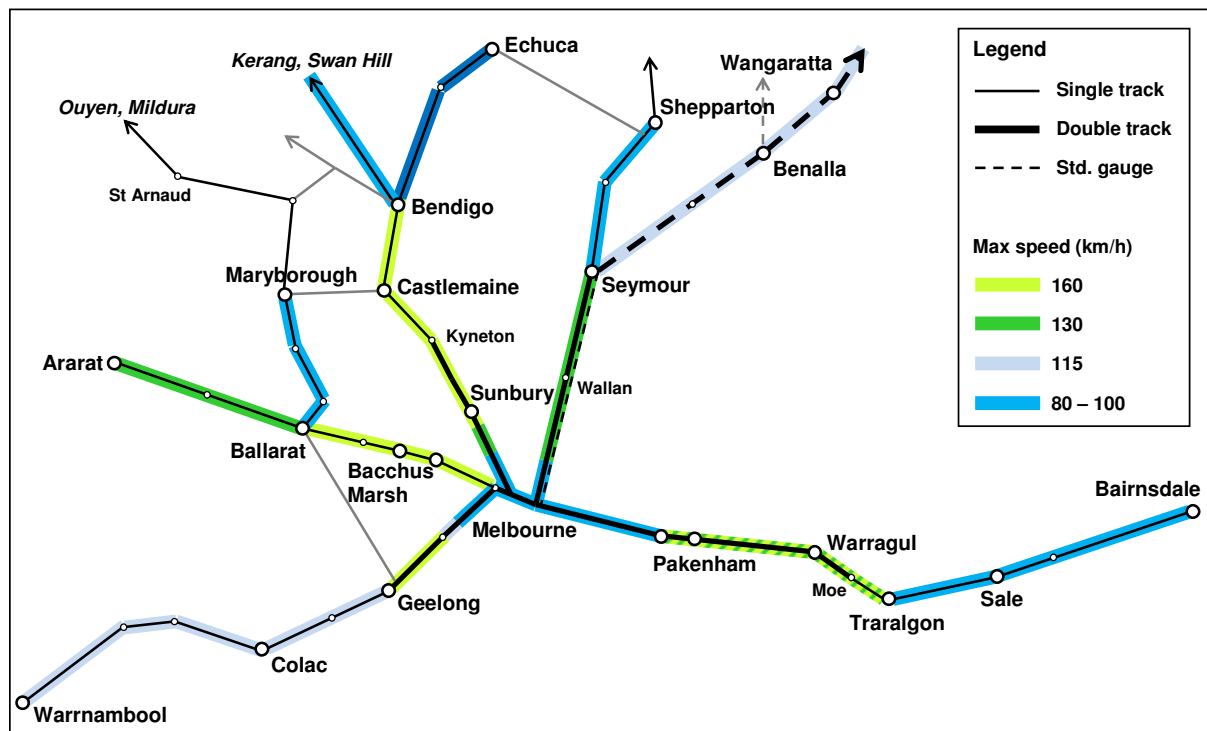 Echuca
Kerang, Swan Hill
Wangaratta
Ouyen, Mildura
Shepparton
Benalla
St Arnaud
Bendigo
Maryborough
Castlemaine
Seymour
Kyneton
Ararat
Sunbury
Wallan
Ballarat
Bacchus
Marsh
Melbourne
Bairnsdale
Pakenham
Warragul
Moe
Sale
Traralgon
Geelong
Colac
Warrnambool
Legend
Single track
Double track
Std. gauge
Max speed (km/h)
160
130
115
80 – 100